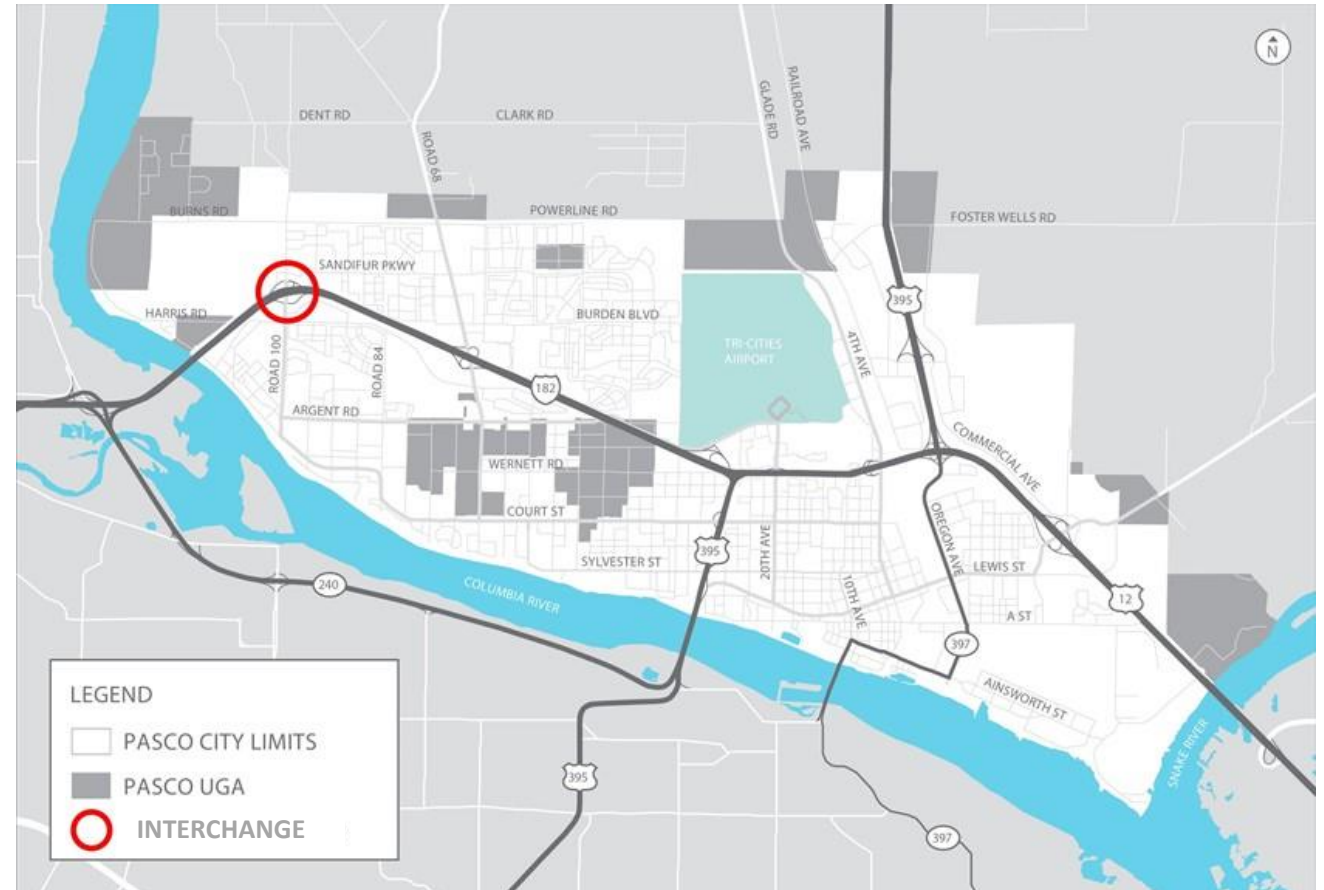 N
DENT RD
CLARK RD
ROAD 68
GLADE RD
RAILROAD AVE
BURNS RD
POWERLINE RD
FOSTER WELLS RD
SANDIFUR PKWY
HARRIS RD
BURDEN BLVD
395
TRI-CITIES
AIRPORT
4TH AVE
ROAD 100
ROAD 84
182
ARGENT RD
COMMERCIAL AVE
WERNETT RD
COURT ST
OREGON AVE
SYLVESTER ST
395
20TH AVE
LEWIS ST
240
COLUMBIA RIVER
10TH AVE
12
A ST
397
AINSWORTH ST
SNAKE RIVER
395
397
LEGEND
PASCO CITY LIMITS
PASCO UGA
INTERCHANGE